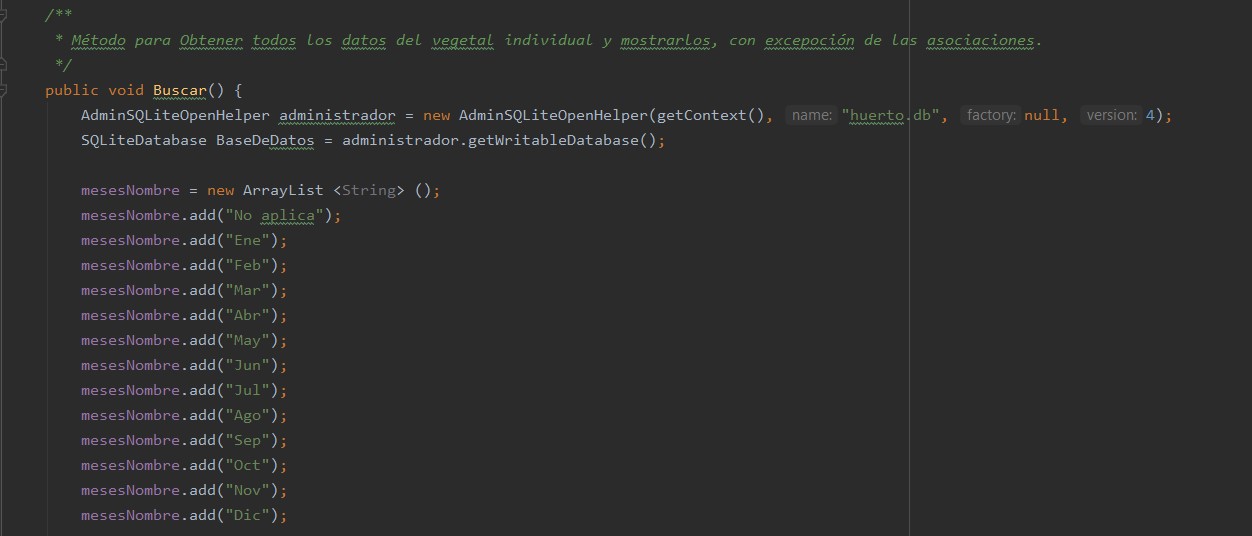 /**
* Método para Obtener todos los datos del vegetal individual y mostrarlos, con excepoción de las asociaciones.
*/
public void Buscar() {
AdminSQLiteOpenHelper administrador = new AdminSQLiteOpenHelper(getContext(), name: "huerto.db", factory: null, version: 4);
SQLiteDatabase BaseDeDatos = administrador.getWritableDatabase();
mesesNombre = new ArrayList <String> ();
mesesNombre.add("No aplica");
mesesNombre.add("Ene");
mesesNombre.add("Feb");
mesesNombre.add("Mar");
mesesNombre.add("Abr");
mesesNombre.add("May");
mesesNombre.add("Jun");
mesesNombre.add("Jul");
mesesNombre.add("Ago");
mesesNombre.add("Sep");
mesesNombre.add("Oct");
mesesNombre.add("Nov");
mesesNombre.add("Dic");